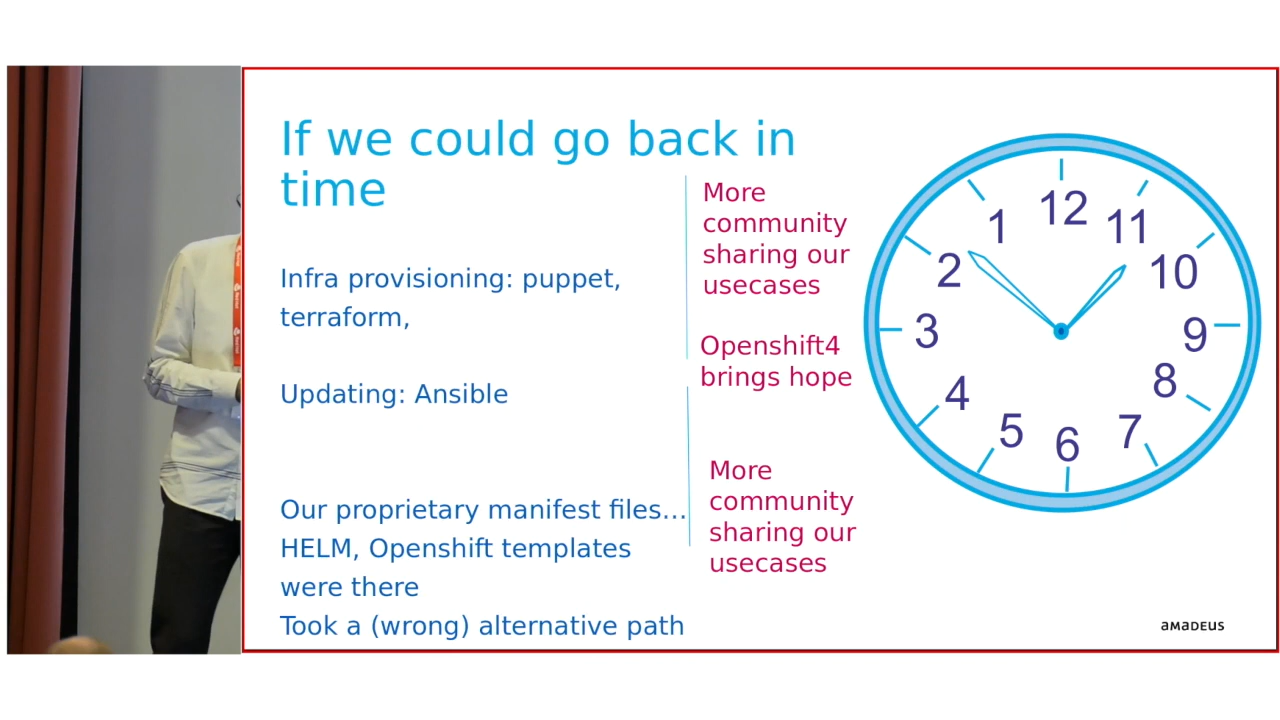 If we could go back in
time
Infra provisioning: puppet,
terraform,
Updating: Ansible
Our proprietary manifest files…
HELM, Openshift templates
were there
Took a (wrong) alternative path
More
community
sharing our
usecases
Openshift4
brings hope
More
community
sharing our
usecases
12
11
10
9
8
7
6
5
4
3
2
1
amadeus